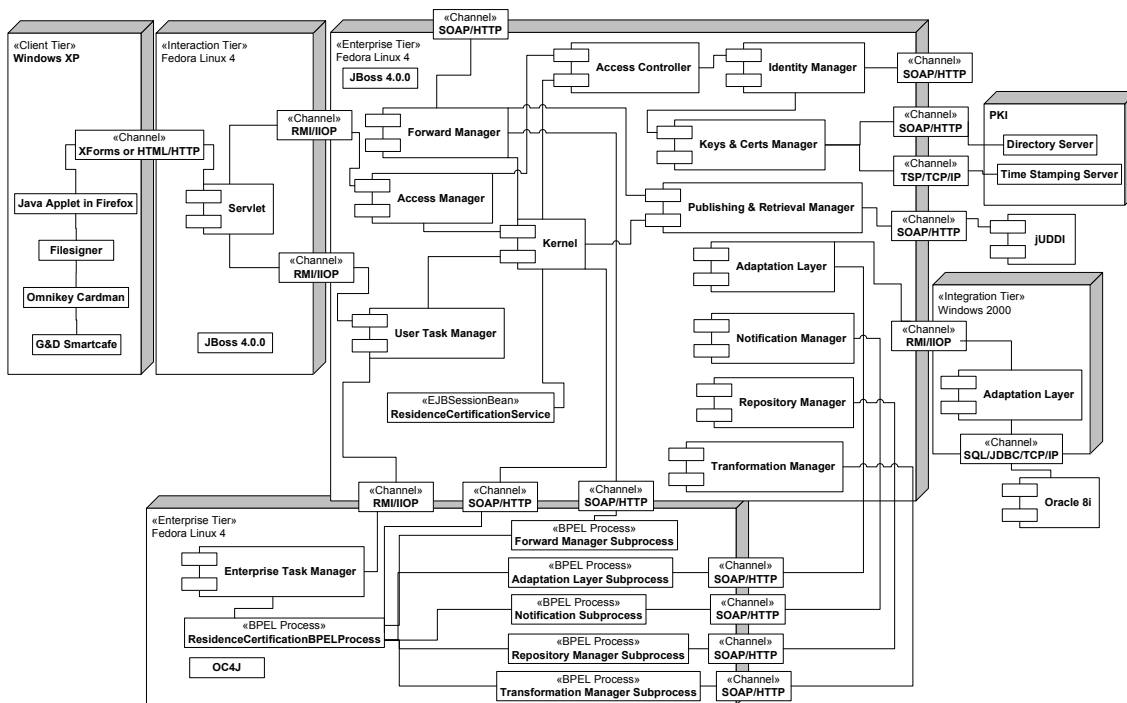 «Channel»
SOAP/HTTP
«Client Tier»
Windows XP
«Interaction Tier»
Fedora Linux 4
«Enterprise Tier»
Fedora Linux 4
JBoss 4.0.0
Access Controller
Identity Manager
«Channel»
SOAP/HTTP
«Channel»
RMI/IIOP
Forward Manager
Keys & Certs Manager
«Channel»
SOAP/HTTP
PKI
Directory Server
«Channel»
XForms or HTML/HTTP
«Channel»
TSP/TCP/IP
Time Stamping Server
Java Applet in Firefox
Servlet
Access Manager
Publishing & Retrieval Manager
«Channel»
SOAP/HTTP
jUDDI
Filesigner
Kernel
«Channel»
RMI/IIOP
Adaptation Layer
Omnikey Cardman
«Integration Tier»
Windows 2000
G&D Smartcafe
JBoss 4.0.0
User Task Manager
Notification Manager
«Channel»
RMI/IIOP
«EJBSessionBean»
ResidenceCertificationService
Repository Manager
Adaptation Layer
«Channel»
SQL/JDBC/TCP/IP
Tranformation Manager
Oracle 8i
«Channel»
RMI/IIOP
«Channel»
SOAP/HTTP
«Channel»
SOAP/HTTP
«Enterprise Tier»
Fedora Linux 4
«BPEL Process»
Forward Manager Subprocess
Enterprise Task Manager
«BPEL Process»
Adaptation Layer Subprocess
«Channel»
SOAP/HTTP
«BPEL Process»
Notification Subprocess
«Channel»
SOAP/HTTP
«BPEL Process»
ResidenceCertificationBPELProcess
«BPEL Process»
Repository Manager Subprocess
«Channel»
SOAP/HTTP
OC4J
«BPEL Process»
Transformation Manager Subprocess
«Channel»
SOAP/HTTP